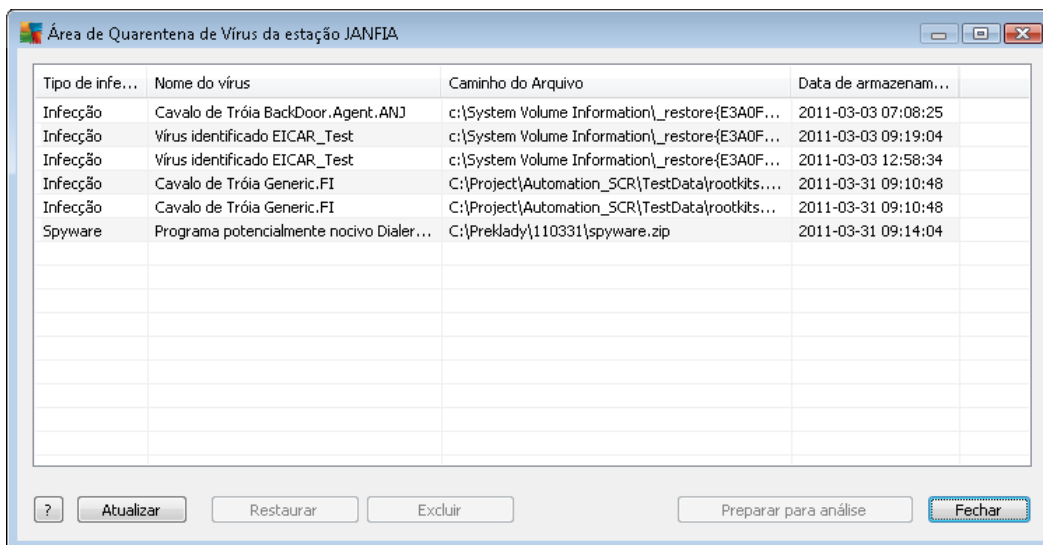 Área de Quarentena de Vírus da estação JANFIA
Tipo de infe... Nome do vírus Caminho do Arquivo Data de armazenam...
Infecção Cavalo de Tróia BackDoor.Agent.ANJ c:\System Volume Information\_restore{E3A0F... 2011-03-03 07:08:25
Infecção Vírus identificado EICAR_Test c:\System Volume Information\_restore{E3A0F... 2011-03-03 09:19:04
Infecção Vírus identificado EICAR_Test c:\System Volume Information\_restore{E3A0F... 2011-03-03 12:58:34
Infecção Cavalo de Tróia Generic.FI C:\Project\Automation_SCR\TestData\rootkits.... 2011-03-31 09:10:48
Infecção Cavalo de Tróia Generic.FI C:\Project\Automation_SCR\TestData\rootkits... 2011-03-31 09:10:48
Spyware Programa potencialmente nocivo Dialer... C:\Preklady\110331\spyware.zip 2011-03-31 09:14:04
? Atualizar Restaurar Excluir Preparar para análise Fechar